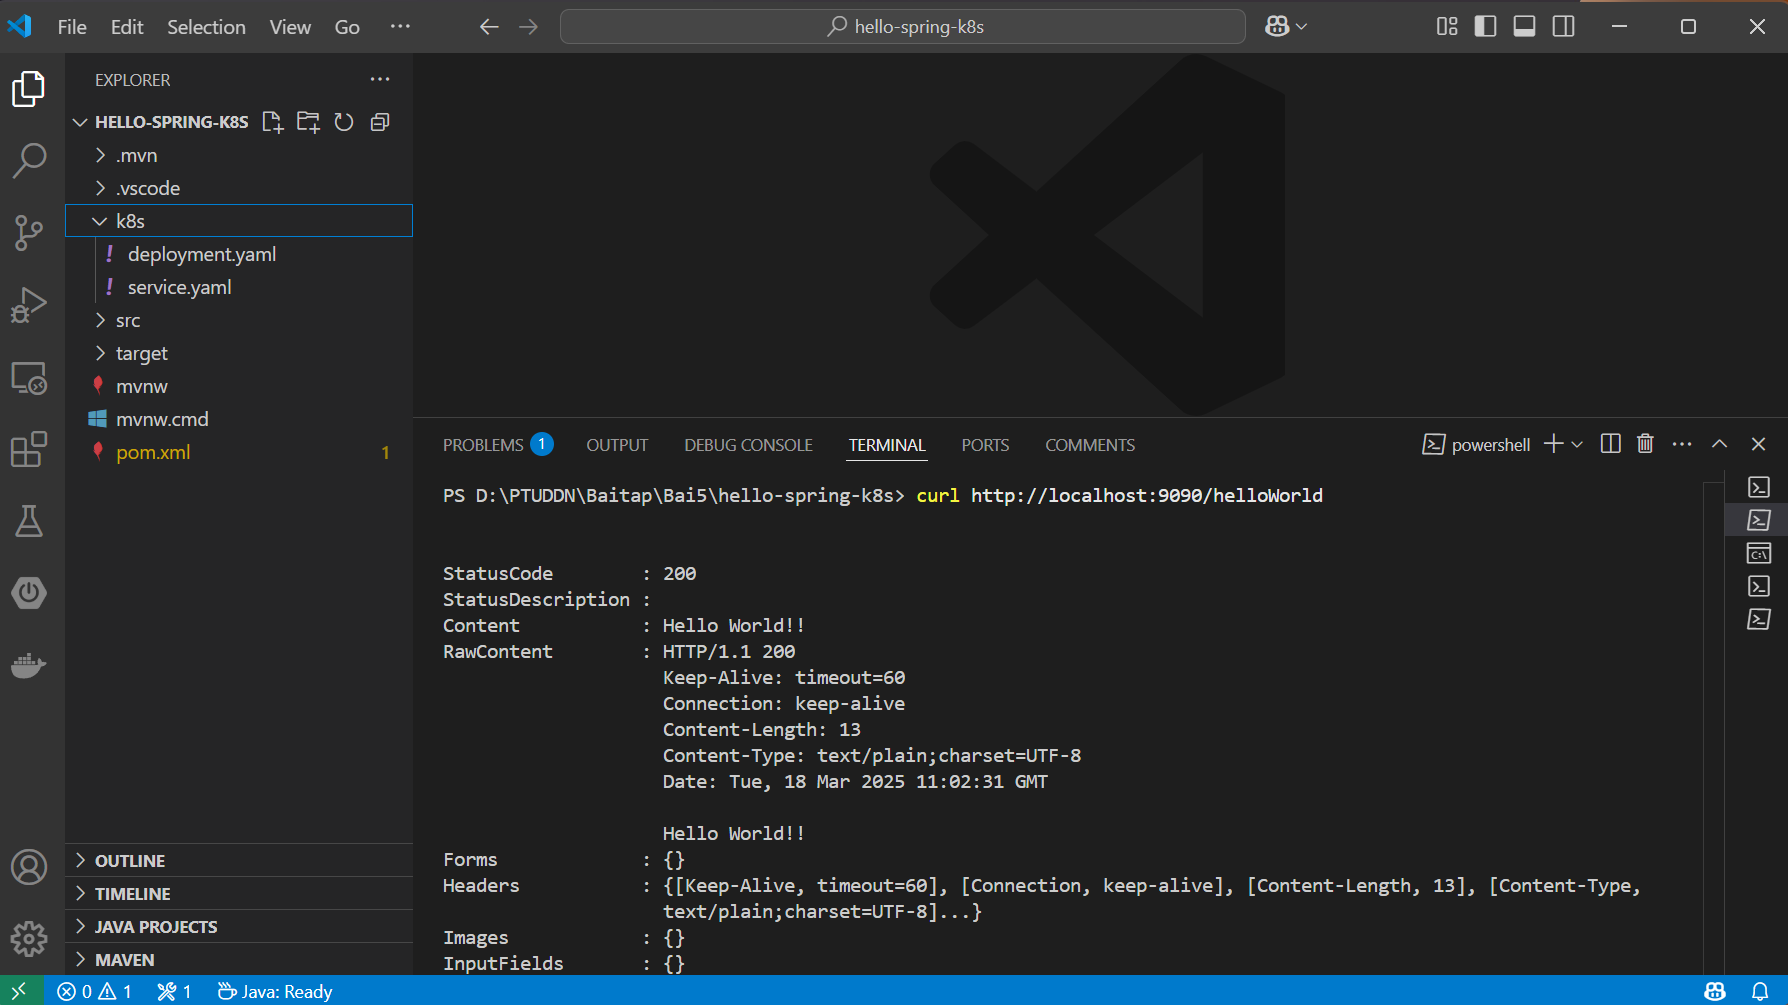 File Edit Selection View Go ···
hello-spring-k8s
EXPLORER
HELLO-SPRING-K8S
.mvn
.vscode
k8s
! deployment.yaml
! service.yaml
src
target
mvnw
mvnw.cmd
pom.xml 1
OUTLINE
TIMELINE
JAVA PROJECTS
MAVEN
PROBLEMS 1 OUTPUT DEBUG CONSOLE TERMINAL PORTS COMMENTS
powershell
PS D:\PTUDDN\Baitap\Bai5\hello-spring-k8s> curl http://localhost:9090/helloWorld
StatusCode : 200
StatusDescription :
Content : Hello World!!
RawContent : HTTP/1.1 200
Keep-Alive: timeout=60
Connection: keep-alive
Content-Length: 13
Content-Type: text/plain;charset=UTF-8
Date: Tue, 18 Mar 2025 11:02:31 GMT
Hello World!!
Forms : {}
Headers : {[Keep-Alive, timeout=60], [Connection, keep-alive], [Content-Length, 13], [Content-Type,
text/plain;charset=UTF-8]...}
Images : {}
InputFields : {}
C:\
0 1 1 Java: Ready